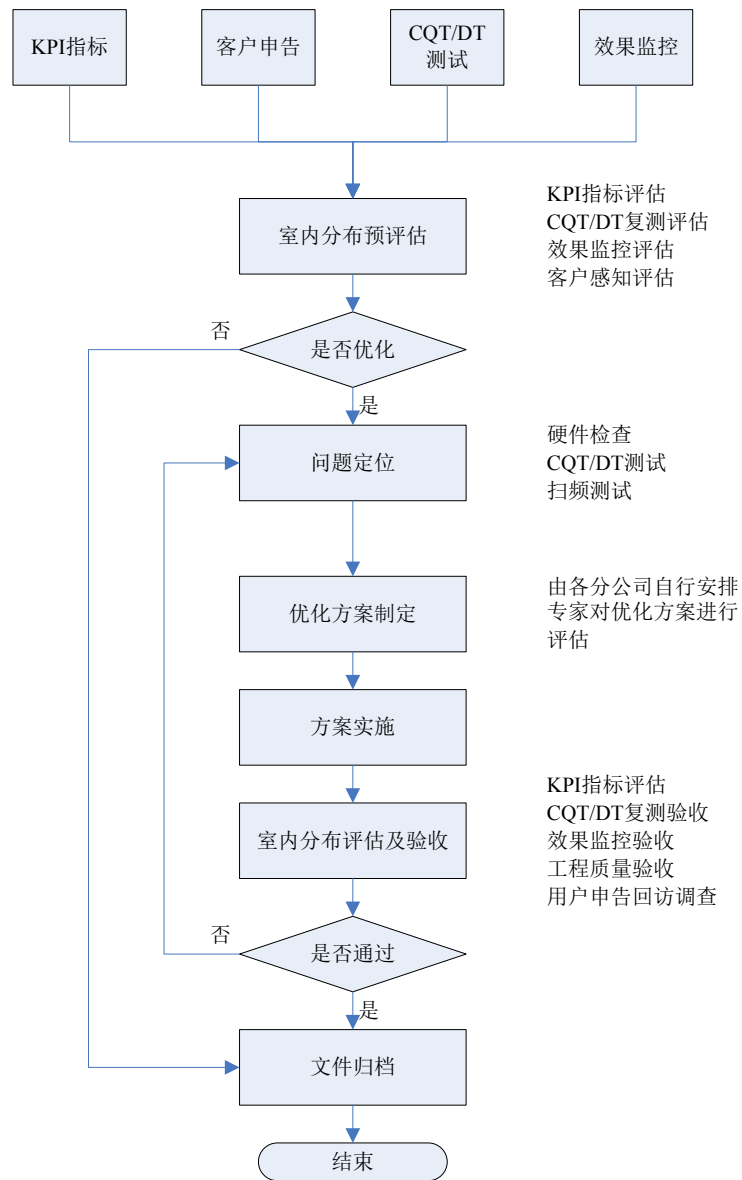 KPI指标
客户申告
CQT/DT
测试
效果监控
室内分布预评估
KPI指标评估
CQT/DT复测评估
效果监控评估
客户感知评估
否
是否优化
是
问题定位
硬件检查
CQT/DT测试
扫频测试
优化方案制定
由各分公司自行安排
专家对优化方案进行
评估
方案实施
室内分布评估及验收
KPI指标评估
CQT/DT复测验收
效果监控验收
工程质量验收
用户申告回访调查
否
是否通过
是
文件归档
结束